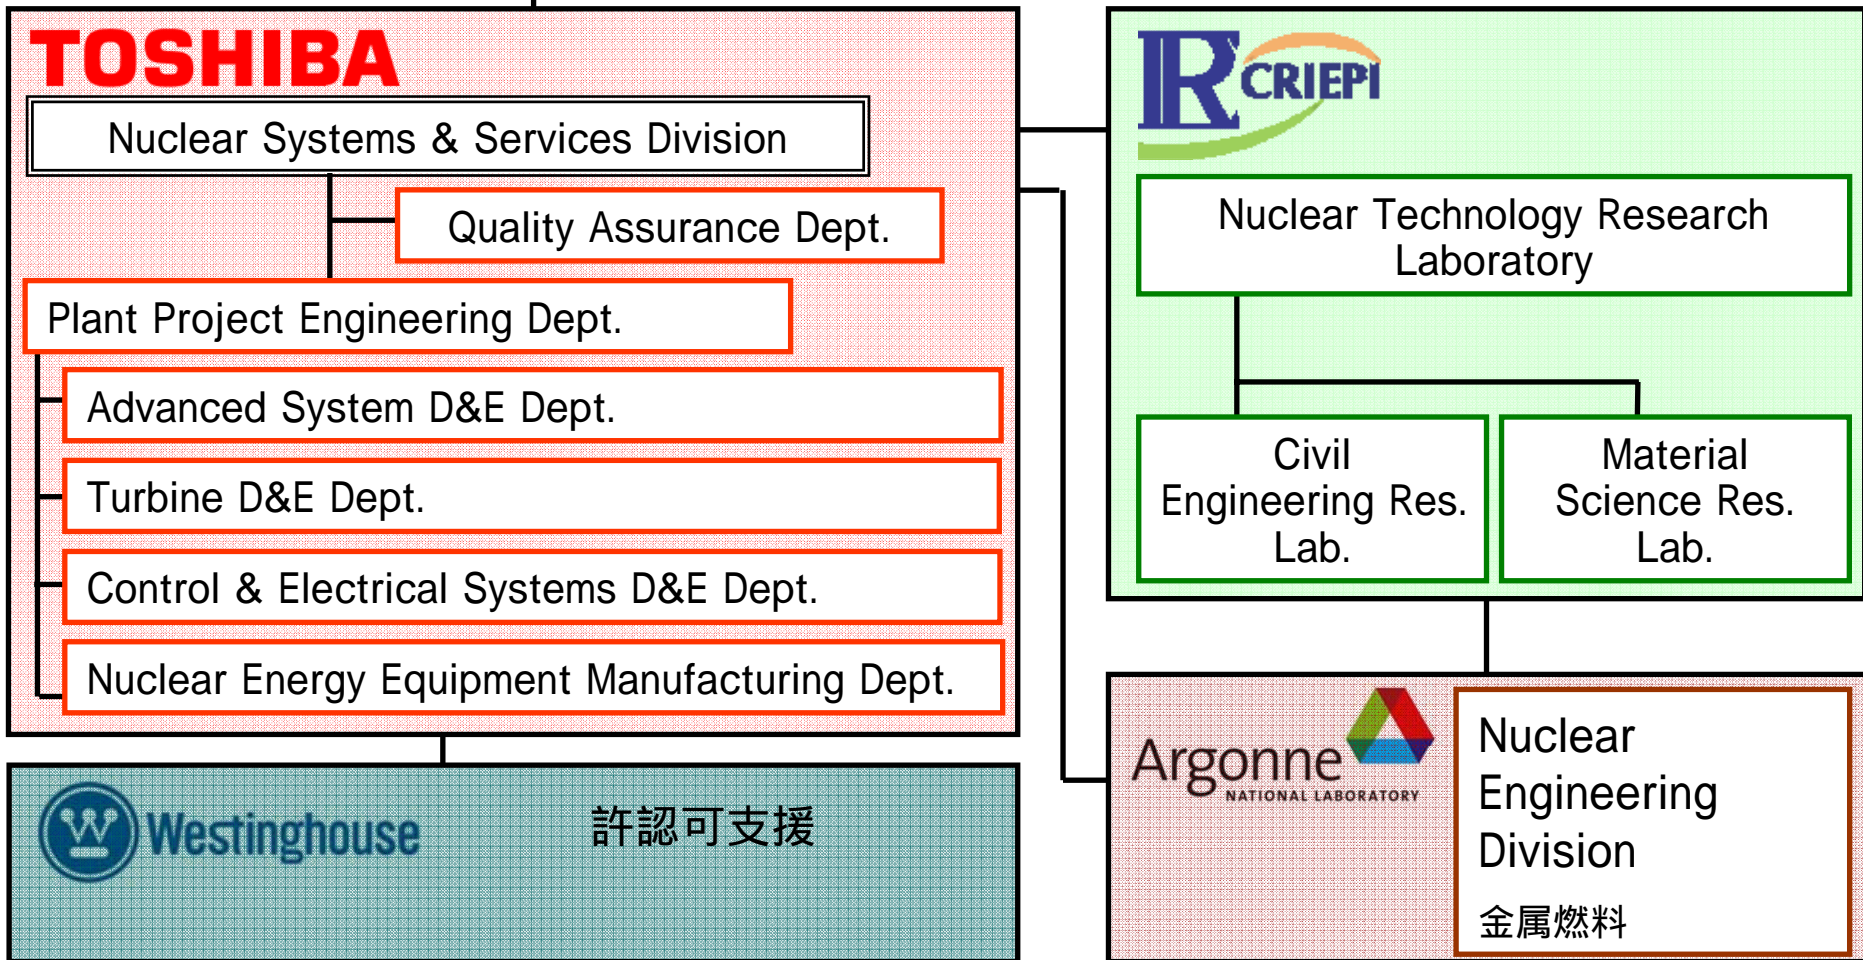 TOSHIBA
Nuclear Systems & Services Division
Quality Assurance Dept.
Plant Project Engineering Dept.
Advanced System D&E Dept.
Turbine D&E Dept.
Control & Electrical Systems D&E Dept.
Nuclear Energy Equipment Manufacturing Dept.
Westinghouse
許認可支援
R CRIEPI
Nuclear Technology Research
Laboratory
Civil
Engineering Res.
Lab.
Material
Science Res.
Lab.
Argonne
NATIONAL LABORATORY
Nuclear
Engineering
Division
金属燃料